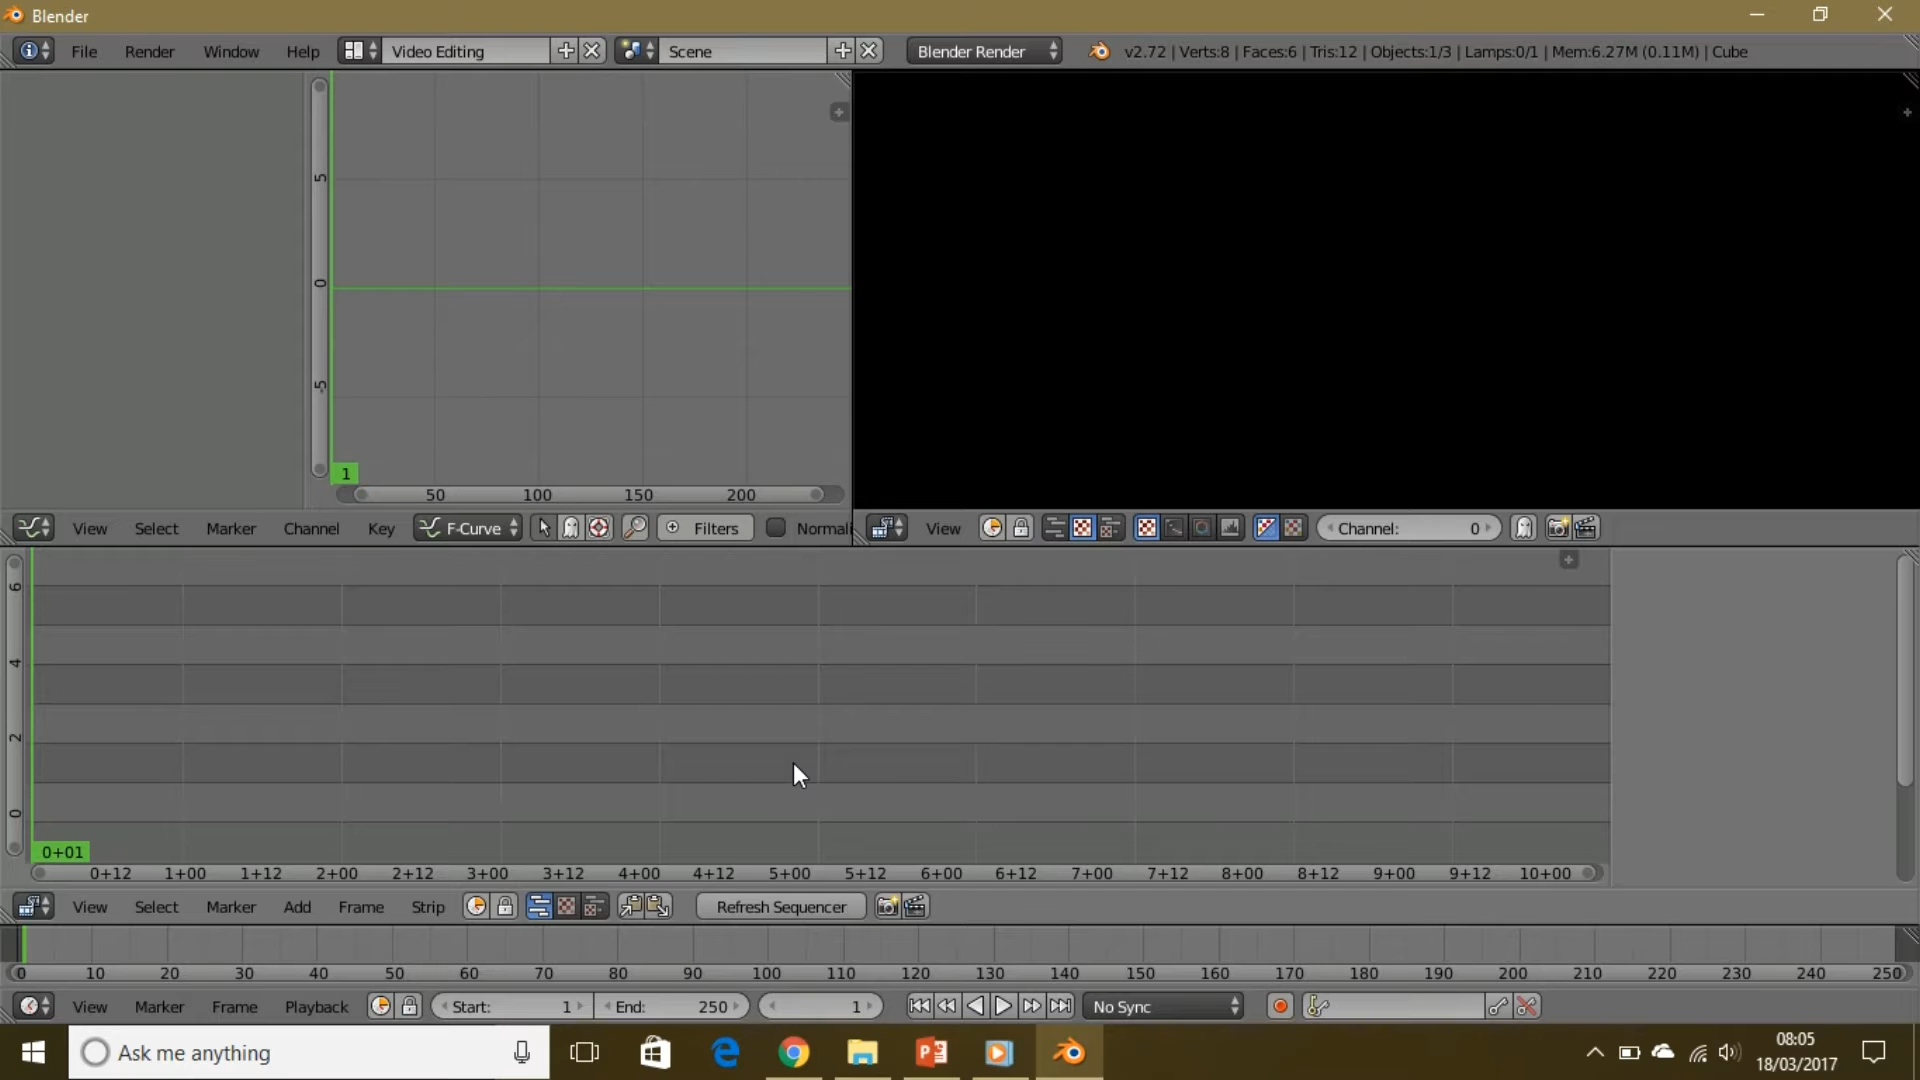 Blender
File Render Window Help Video Editing Scene Blender Render v2.72 | Verts:8 | Faces:6 | Tris:12 | Objects:1/3 | Lamps:0/1 | Mem:6.27M (0.11M) | Cube
5
0
-5
1
50 100 150 200
View Select Marker Channel Key F-Curve Filters Normali
View Channel: 0
6
4
2
0
0+01
0+12 1+00 1+12 2+00 2+12 3+00 3+12 4+00 4+12 5+00 5+12 6+00 6+12 7+00 7+12 8+00 8+12 9+00 9+12 10+00
View Select Marker Add Frame Strip Refresh Sequencer
0 10 20 30 40 50 60 70 80 90 100 110 120 130 140 150 160 170 180 190 200 210 220 230 240 250
View Marker Frame Playback Start: 1 End: 250 1 No Sync
Ask me anything
08:05
18/03/2017